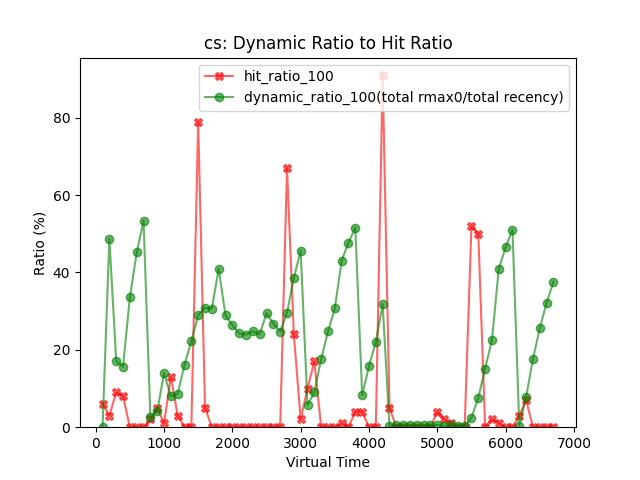 cs: Dynamic Ratio to Hit Ratio
hit_ratio_100
dynamic_ratio_100(total rmax0/total recency)
Ratio (%)
80
60
40
20
0
0 1000 2000 3000 4000 5000 6000 7000
Virtual Time